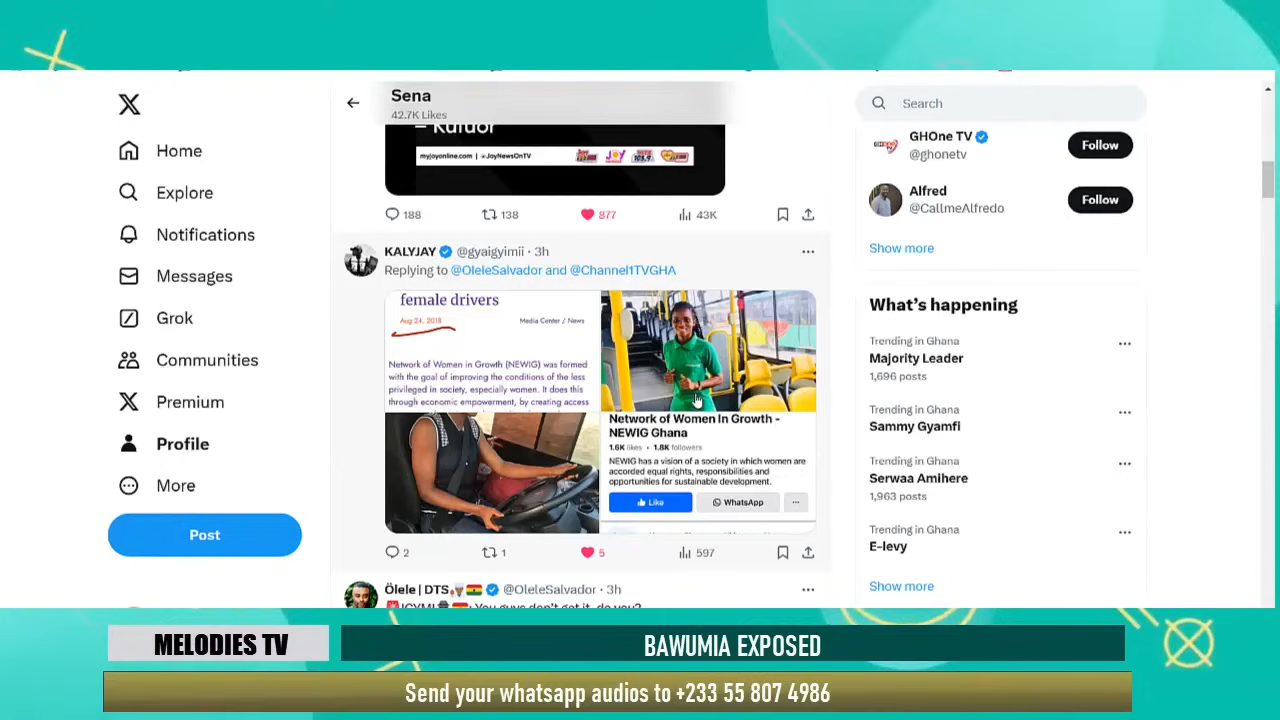 Home
Explore
Notifications
Messages
Grok
Communities
Premium
Profile
More
Post
Sena
42.7K Likes
– Kufuor
myjoyonline.com | @JoyNewsOnTV
JOY
188 138 877 43K
KALYJAY @gyaigyimii · 3h
Replying to @OleleSalvador and @Channel1TVGHA
female drivers
Aug 24, 2018 Media Center / News
Network of Women in Growth (NEWIG) was formed
with the goal of improving the conditions of the less
privileged in society, especially women. It does this
through economic empowerment, by creating access
Network of Women In Growth -
NEWIG Ghana
1.6K likes • 1.8K followers
NEWIG has a vision of a society in which women are
accorded equal rights, responsibilities and
opportunities for sustainable development.
Like WhatsApp
2 1 5 597
Ölele | DTS @OleleSalvador · 3h
You guys don't get it, do you?
Search
GHOne TV
@ghonetv
Follow
Alfred
@CallmeAlfredo
Follow
Show more
What's happening
Trending in Ghana
Majority Leader
1,696 posts
Trending in Ghana
Sammy Gyamfi
Trending in Ghana
Serwaa Amihere
1,963 posts
Trending in Ghana
E-levy
Show more
MELODIES TV
BAWUMIA EXPOSED
Send your whatsapp audios to +233 55 807 4986